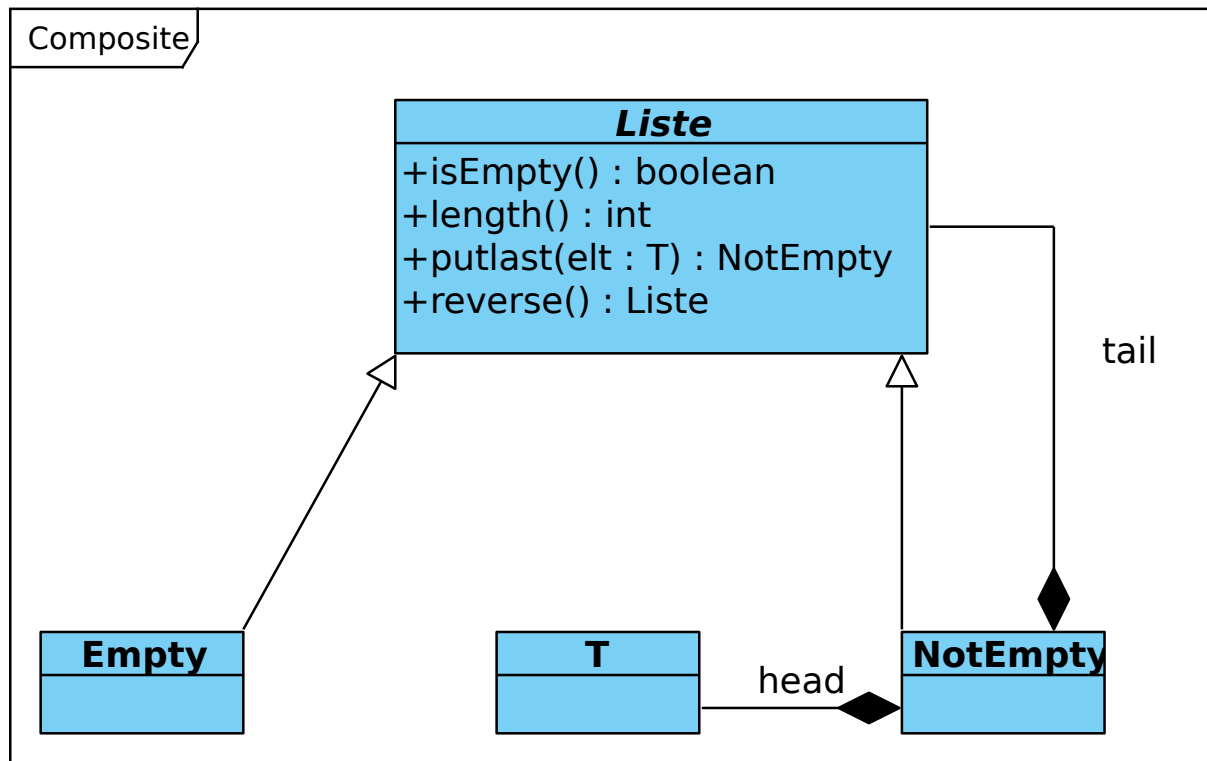 Composite
Liste
+isEmpty() : boolean
+length() : int
+putlast(elt : T) : NotEmpty
+reverse() : Liste
tail
Empty
T
head
NotEmpty